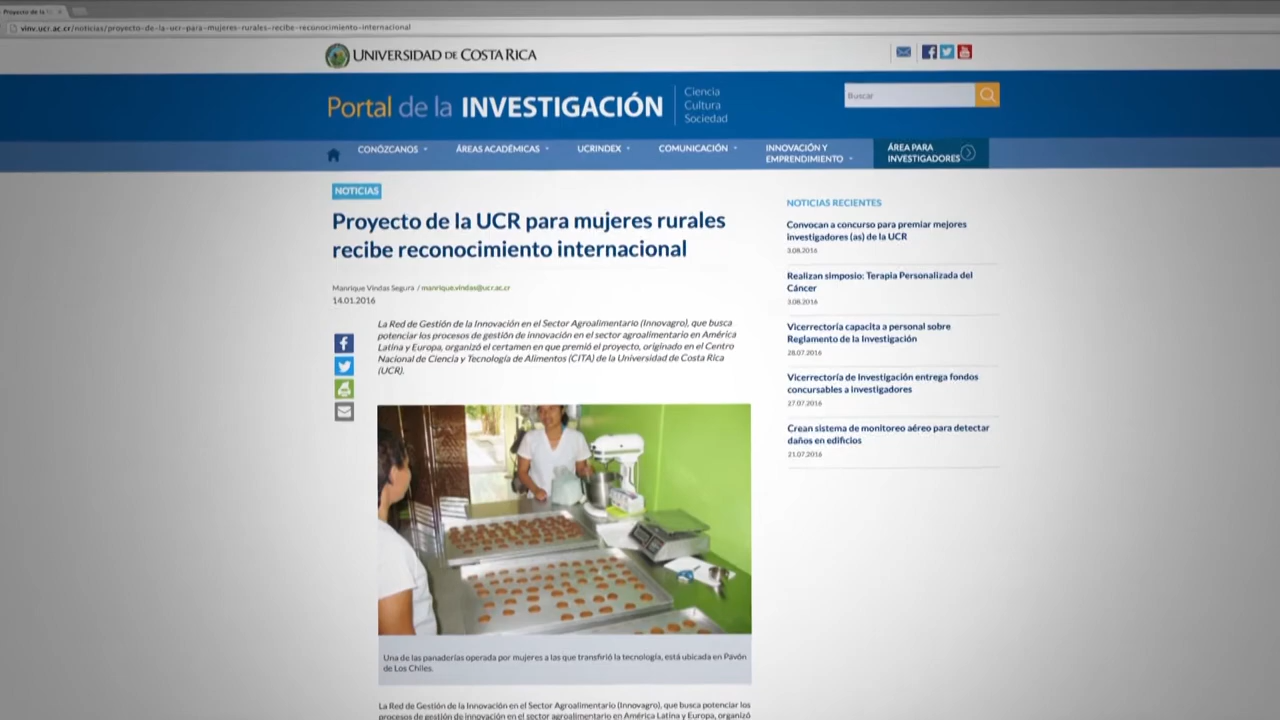 Proyecto de la
vinv.ucr.ac.cr/noticias/proyecto-de-la-ucr-para-mujeres-rurales-recibe-reconocimiento-internacional
UNIVERSIDAD DE COSTA RICA
Portal de la INVESTIGACIÓN
Ciencia
Cultura
Sociedad
Buscar
CONÓZCANOS
ÁREAS ACADÉMICAS
UCRINDEX
COMUNICACIÓN
INNOVACIÓN Y
EMPRENDIMIENTO
ÁREA PARA
INVESTIGADORES
NOTICIAS
Proyecto de la UCR para mujeres rurales
recibe reconocimiento internacional
Manrique Vindas Segura / manrique.vindas@ucr.ac.cr
14.01.2016
La Red de Gestión de la Innovación en el Sector Agroalimentario (Innovagro), que busca
potenciar los procesos de gestión de innovación en el sector agroalimentario en América
Latina y Europa, organizó el certamen en que premió el proyecto, originado en el Centro
Nacional de Ciencia y Tecnología de Alimentos (CITA) de la Universidad de Costa Rica
(UCR).
Una de las panaderías operada por mujeres a las que transfirió la tecnología, está ubicada en Pavón
de Los Chiles.
La Red de Gestión de la Innovación en el Sector Agroalimentario (Innovagro), que busca potenciar los
procesos de gestión de innovación en el sector agroalimentario en América Latina y Europa, organizó
NOTICIAS RECIENTES
Convocan a concurso para premiar mejores
investigadores (as) de la UCR
3.08.2016
Realizan simposio: Terapia Personalizada del
Cáncer
3.08.2016
Vicerrectoría capacita a personal sobre
Reglamento de la Investigación
28.07.2016
Vicerrectoría de Investigación entrega fondos
concursables a investigadores
27.07.2016
Crean sistema de monitoreo aéreo para detectar
daños en edificios
21.07.2016